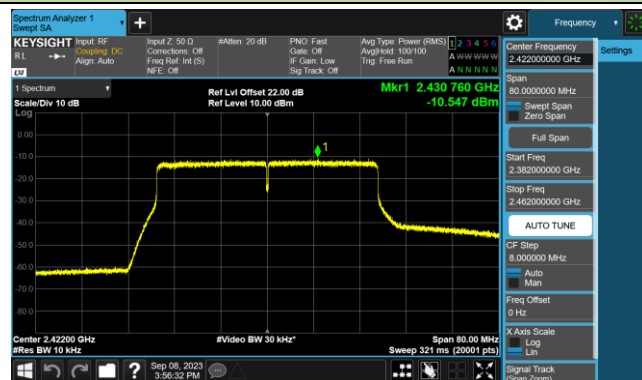 Spectrum Analyzer 1
Swept SA
+
Frequency
KEYSIGHT
RL
LXI
Input: RF
Coupling: DC
Align: Auto
Input Z: 50 Ω
Corrections: Off
Freq Ref: Int (S)
NFE: Off
#Atten: 20 dB
PNO: Fast
Gate: Off
IF Gain: Low
Sig Track: Off
Avg Type: Power (RMS)
Avg|Hold: 100/100
Trig: Free Run
1 2 3 4 5 6
A W W W W W
A N N N N N
1 Spectrum
Scale/Div 10 dB
Log
Ref Lvl Offset 22.00 dB
Ref Level 10.00 dBm
Mkr1 2.430 760 GHz
-10.547 dBm
1
0.00
-10.0
-20.0
-30.0
-40.0
-50.0
-60.0
-70.0
-80.0
Center 2.42200 GHz
#Res BW 10 kHz
#Video BW 30 kHz*
Span 80.00 MHz
Sweep 321 ms (20001 pts)
?
Sep 08, 2023
3:56:32 PM
Center Frequency
2.422000000 GHz
Span
80.0000000 MHz
Swept Span
Zero Span
Full Span
Start Freq
2.382000000 GHz
Stop Freq
2.462000000 GHz
AUTO TUNE
CF Step
8.000000 MHz
Auto
Man
Freq Offset
0 Hz
X Axis Scale
Log
Lin
Signal Track
(Span Zoom)
Settings